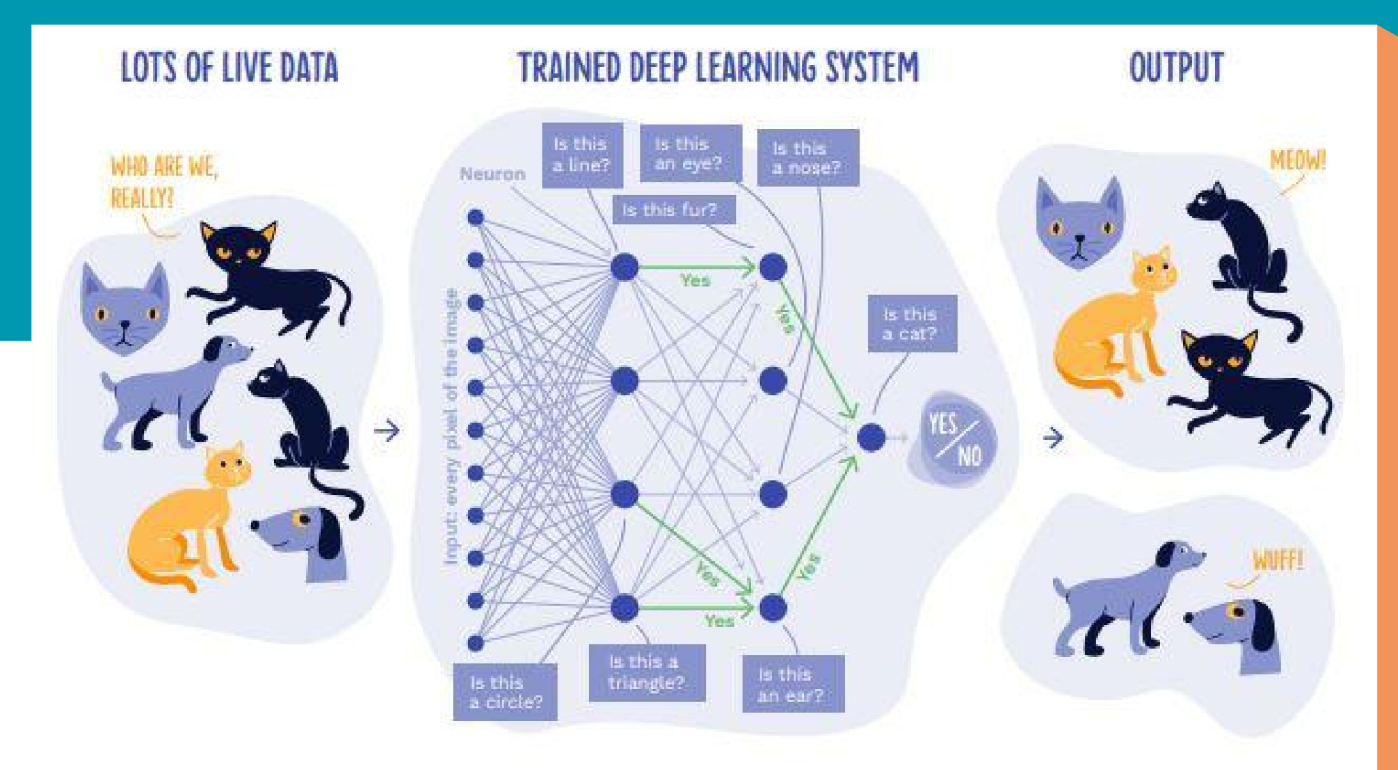 LOTS OF LIVE DATA
TRAINED DEEP LEARNING SYSTEM
OUTPUT
WHO ARE WE,
REALLY?
Neuron
Is this
a line?
Is this
an eye?
Is this
a nose?
Is this fur?
Input: every pixel of the image
Yes
Yes
Is this
a cat?
YES
NO
Yes
Yes
Yes
Is this
a circle?
Is this a
triangle?
Is this
an ear?
MEOW!
WUFF!